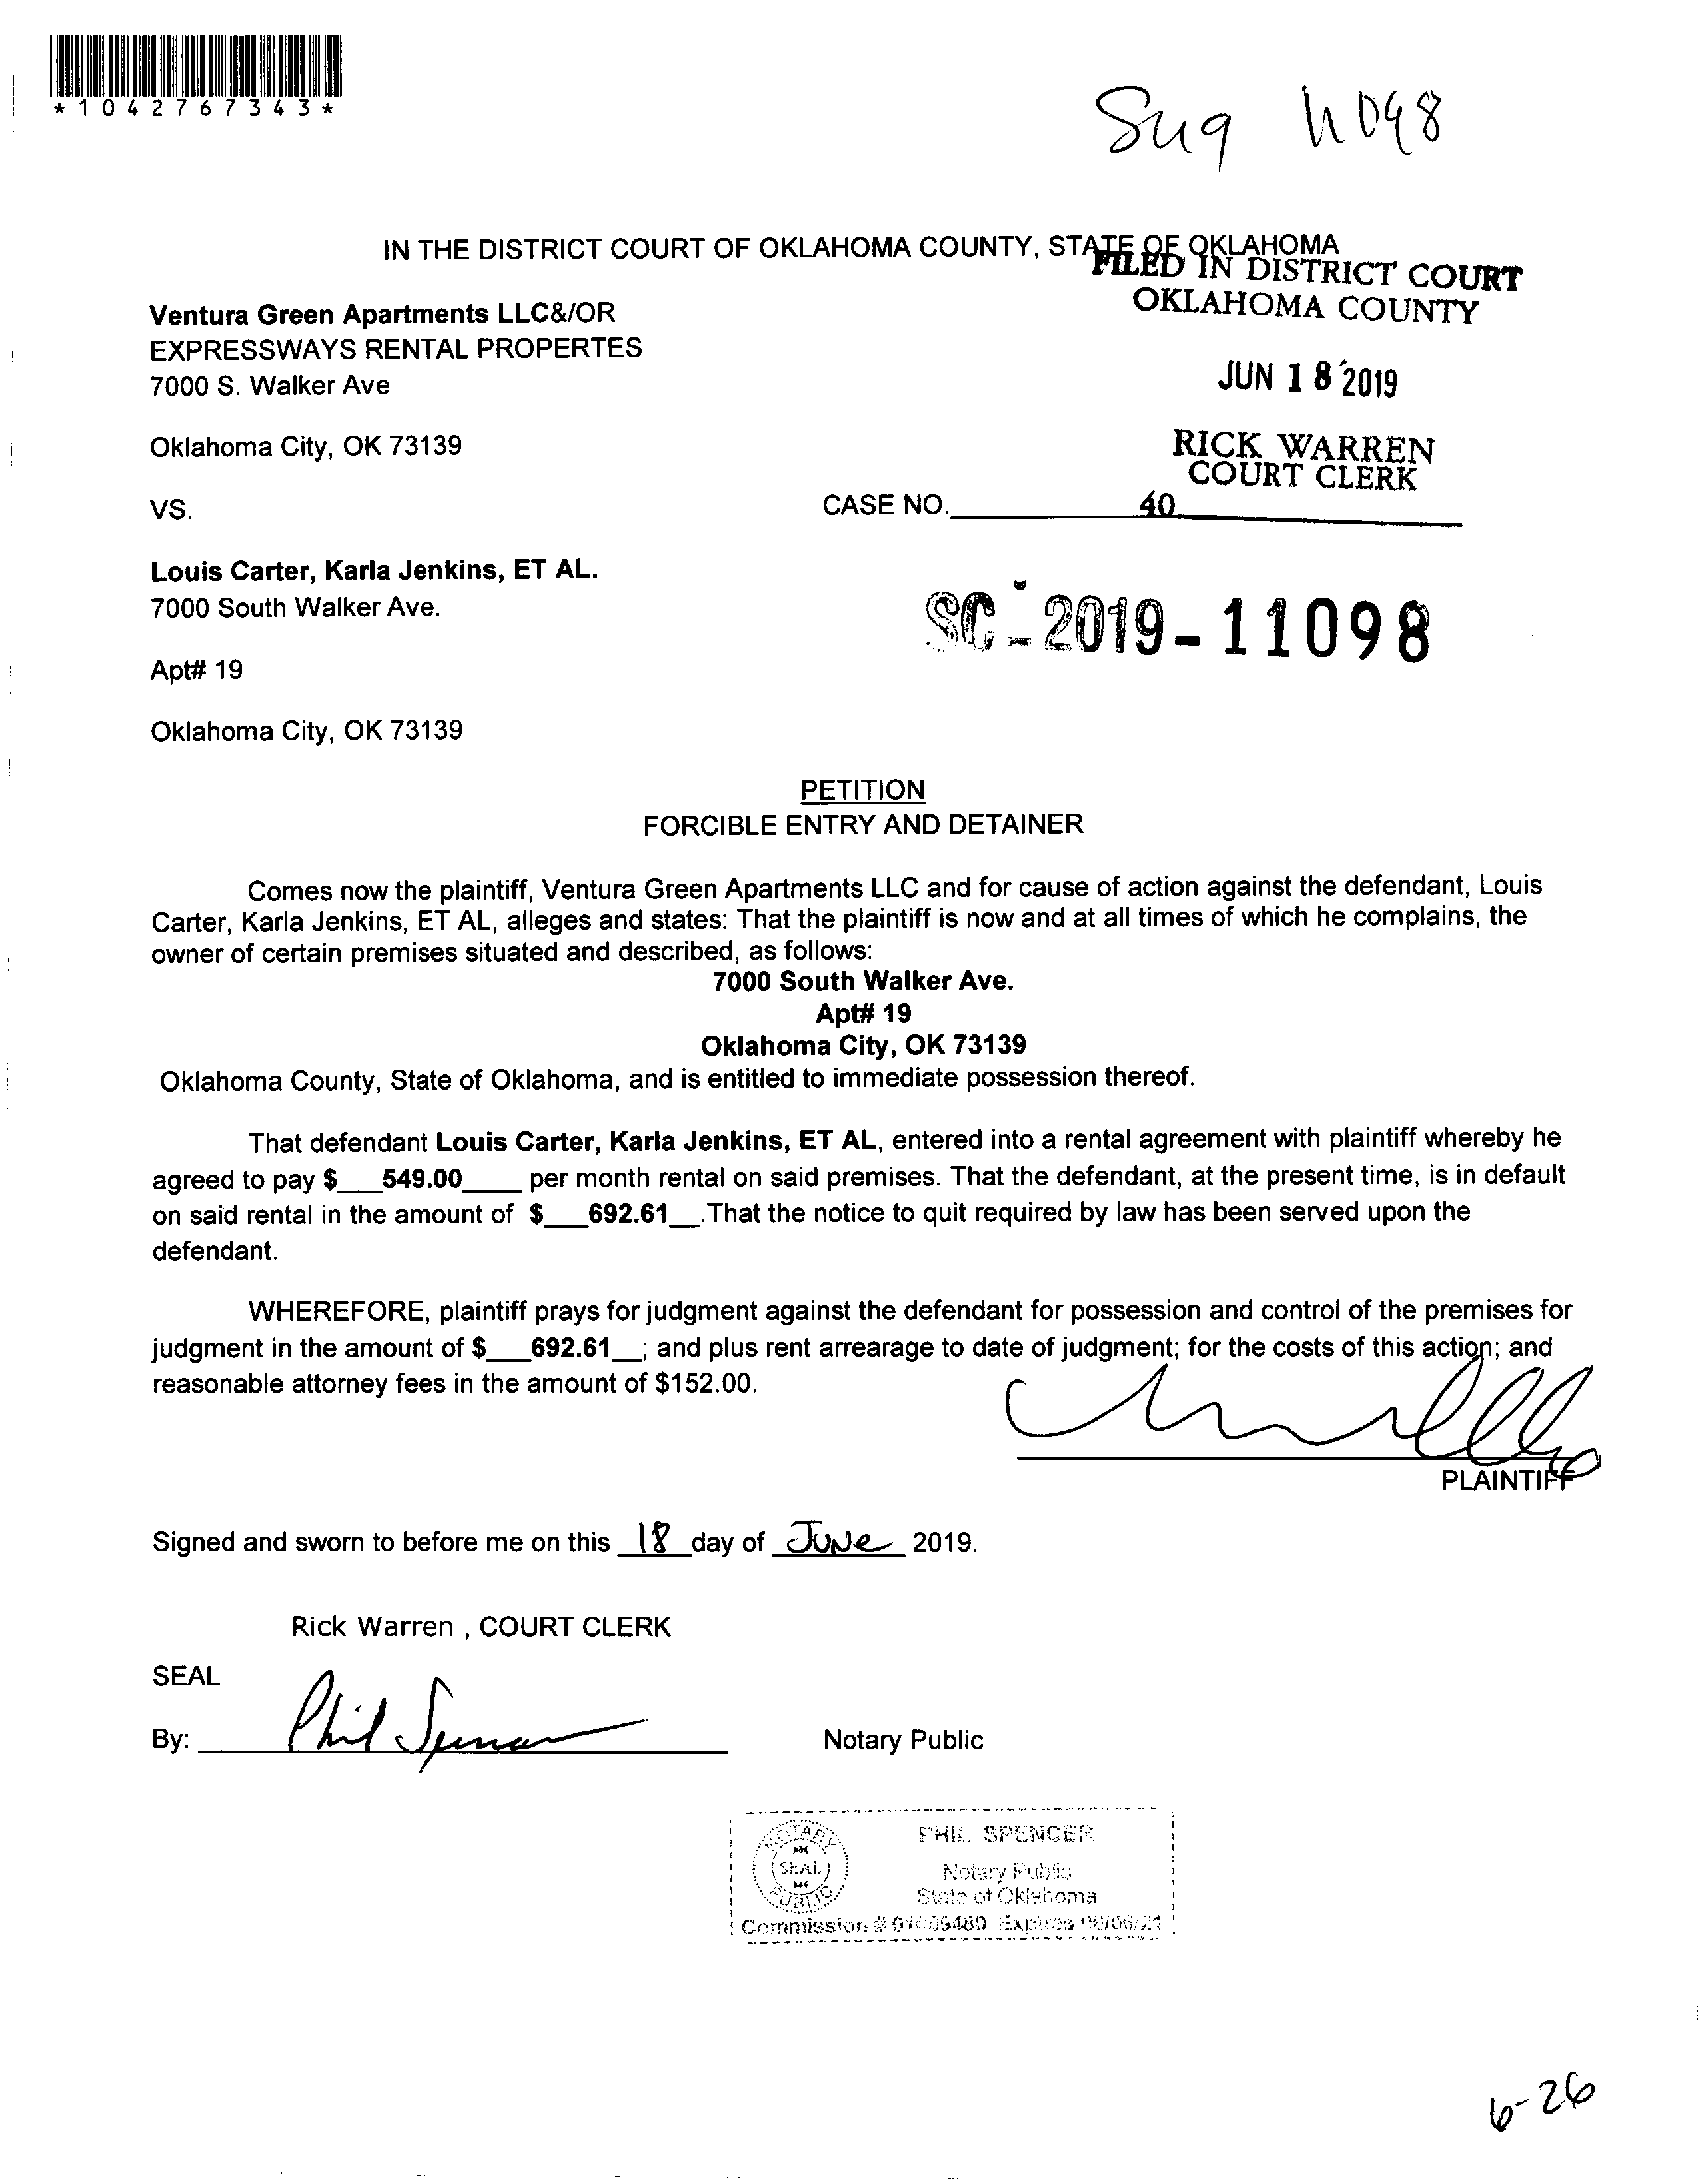 *1042767343*
IN THE DISTRICT COURT OF OKLAHOMA COUNTY, STATE OF OKLAHOMA
FILED IN DISTRICT COURT
OKLAHOMA COUNTY
Ventura Green Apartments LLC&/OR
EXPRESSWAYS RENTAL PROPERTES
7000 S. Walker Ave
JUN 18 2019
Oklahoma City, OK 73139
RICK WARREN
COURT CLERK
VS.
CASE NO. 40
Louis Carter, Karla Jenkins, ET AL.
7000 South Walker Ave.
SC - 2019 - 11098
Apt# 19
Oklahoma City, OK 73139
PETITION
FORCIBLE ENTRY AND DETAINER
Comes now the plaintiff, Ventura Green Apartments LLC and for cause of action against the defendant, Louis
Carter, Karla Jenkins, ET AL, alleges and states: That the plaintiff is now and at all times of which he complains, the
owner of certain premises situated and described, as follows:
7000 South Walker Ave.
Apt# 19
Oklahoma City, OK 73139
Oklahoma County, State of Oklahoma, and is entitled to immediate possession thereof.
That defendant Louis Carter, Karla Jenkins, ET AL, entered into a rental agreement with plaintiff whereby he
agreed to pay $___549.00____ per month rental on said premises. That the defendant, at the present time, is in default
on said rental in the amount of $___692.61__.That the notice to quit required by law has been served upon the
defendant.
WHEREFORE, plaintiff prays for judgment against the defendant for possession and control of the premises for
judgment in the amount of $___692.61__; and plus rent arrearage to date of judgment; for the costs of this action; and
reasonable attorney fees in the amount of $152.00.
PLAINTIFF
Signed and sworn to before me on this 18 day of June 2019.
Rick Warren , COURT CLERK
SEAL
By: Phil Spencer
Notary Public
NOTARY SEAL PUBLIC
PHIL SPENCER
Notary Public
State of Oklahoma
Commission # Expires
6-26